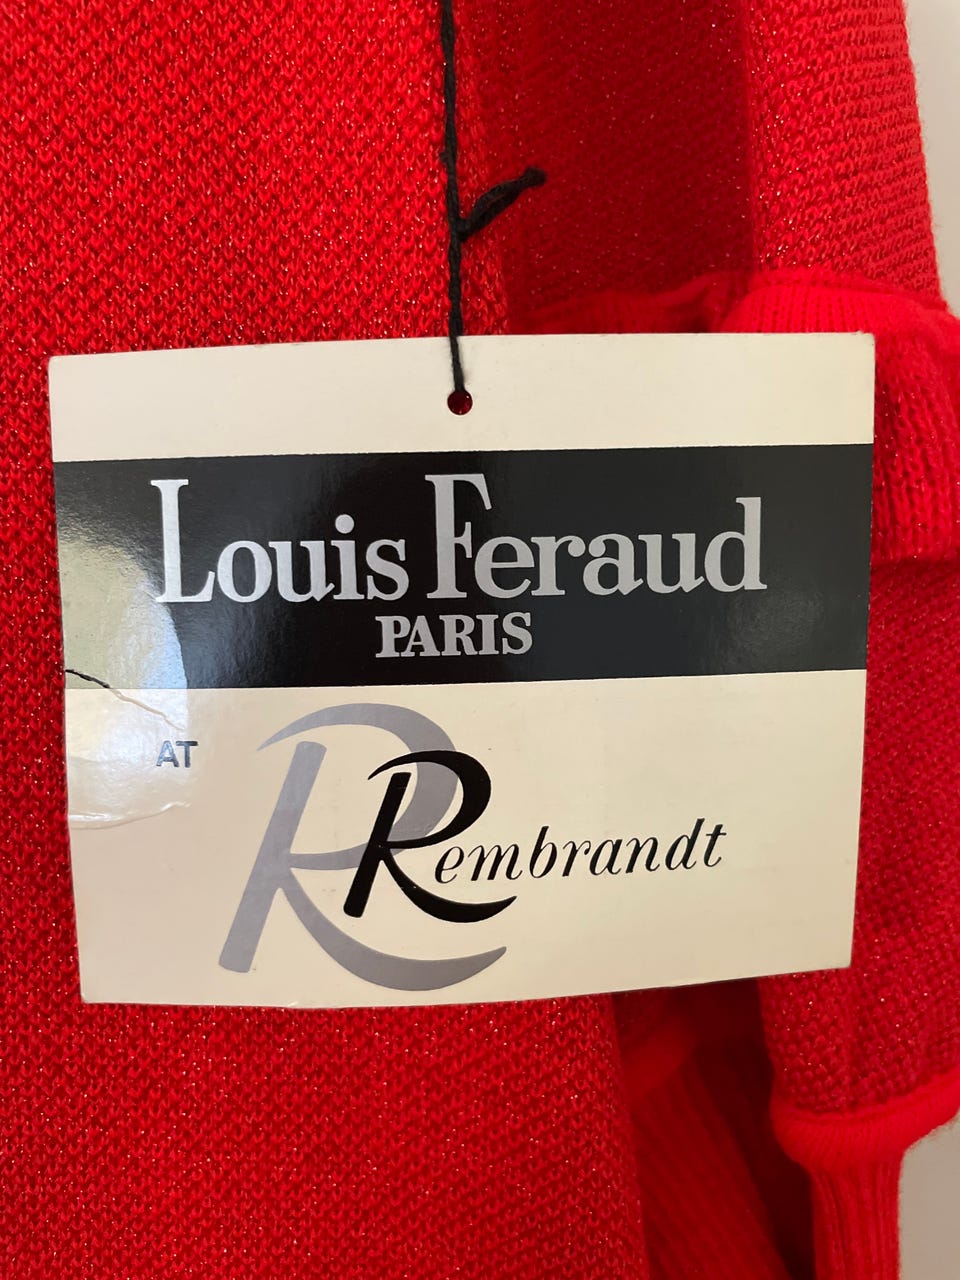 Louis Feraud
PARIS
AT
R Rembrandt